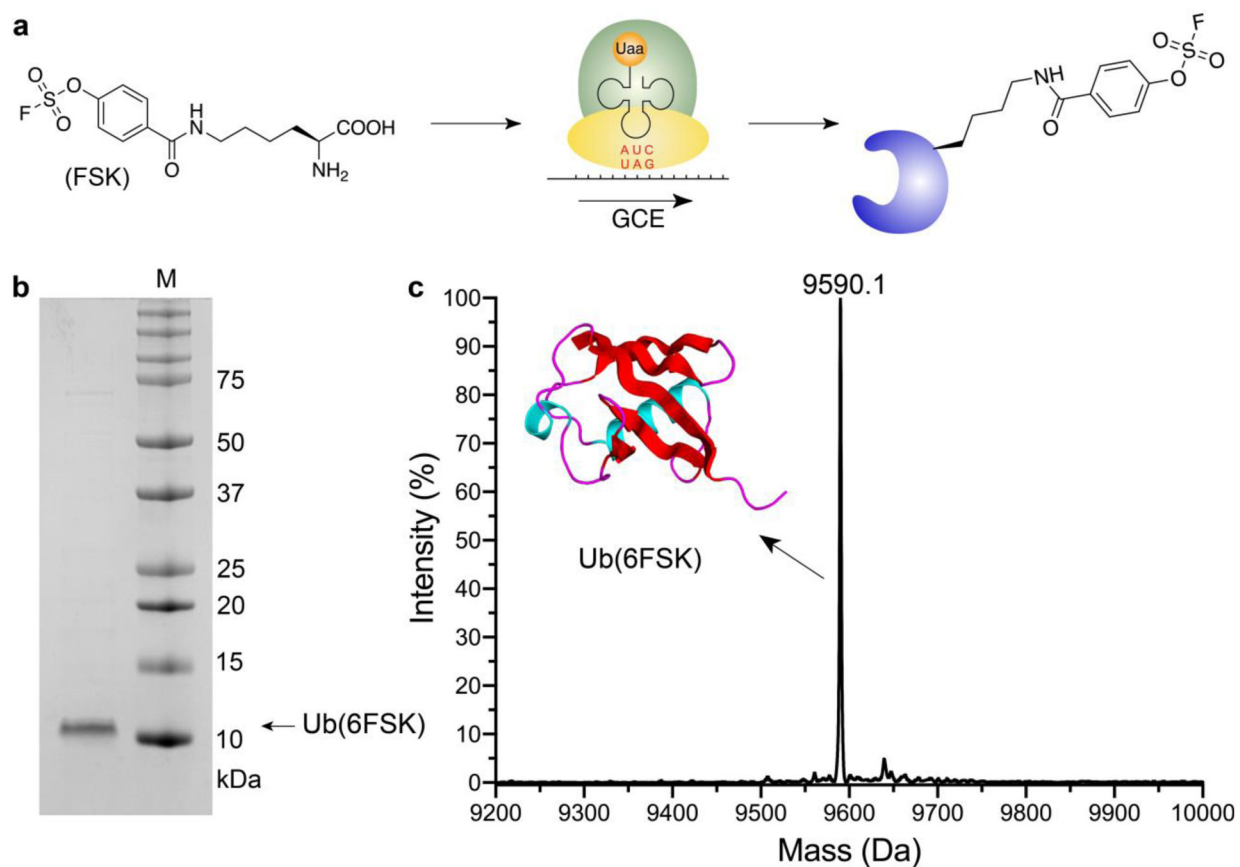 a
F
S
O
O
O
O
N
H
COOH
NH2
(FSK)
Uaa
A U C
U A G
GCE
NH
O
O
O
S
O
F
b
M
75
50
37
25
20
15
10
kDa
Ub(6FSK)
c
9590.1
100
90
80
70
60
50
40
30
20
10
0
Intensity (%)
Ub(6FSK)
9200 9300 9400 9500 9600 9700 9800 9900 10000
Mass (Da)